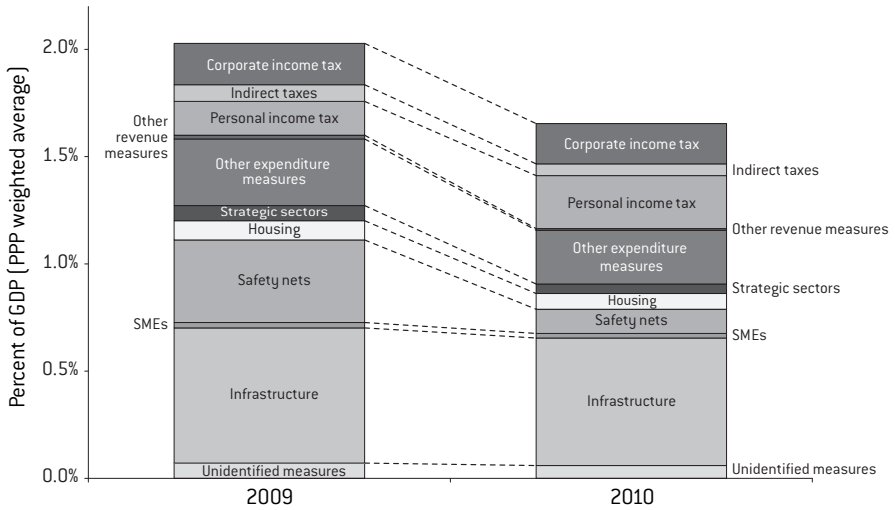 Percent of GDP (PPP weighted average)
2.0%
1.5%
1.0%
0.5%
0.0%
Corporate income tax
Indirect taxes
Personal income tax
Other
revenue
measures
Other expenditure
measures
Strategic sectors
Housing
Safety nets
SMEs
Infrastructure
Unidentified measures
2009
Corporate income tax
Indirect taxes
Personal income tax
Other revenue measures
Other expenditure
measures
Strategic sectors
Housing
Safety nets
SMEs
Infrastructure
Unidentified measures
2010